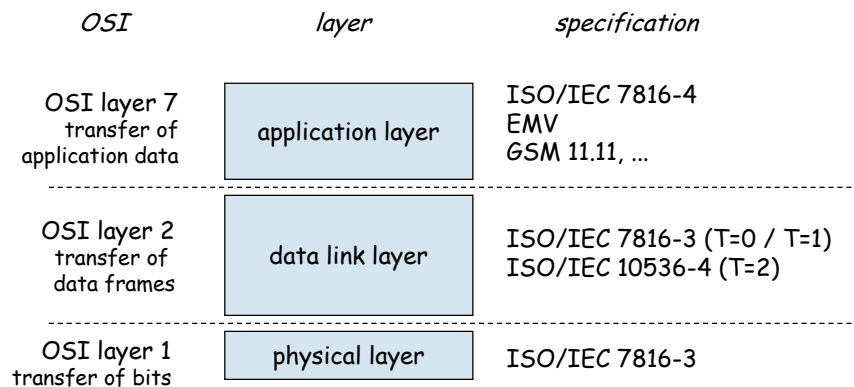 OSI layer specification
OSI layer 7
transfer of
application data
application layer
ISO/IEC 7816-4
EMV
GSM 11.11, ...
OSI layer 2
transfer of
data frames
data link layer
ISO/IEC 7816-3 (T=0 / T=1)
ISO/IEC 10536-4 (T=2)
OSI layer 1
transfer of bits
physical layer
ISO/IEC 7816-3